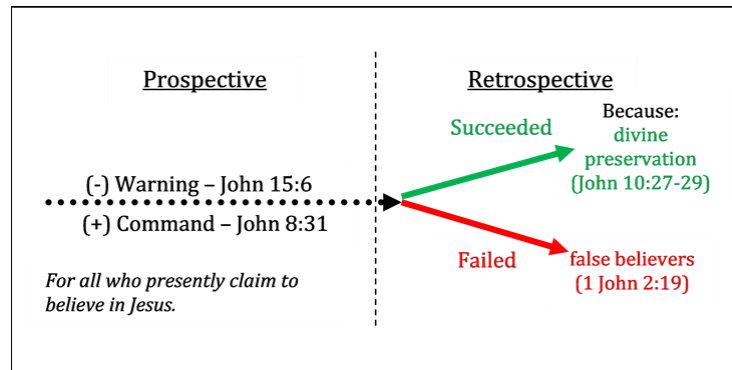 Prospective
(-) Warning – John 15:6
(+) Command – John 8:31
For all who presently claim to
believe in Jesus.
Retrospective
Succeeded
Because:
divine
preservation
(John 10:27-29)
Failed
false believers
(1 John 2:19)